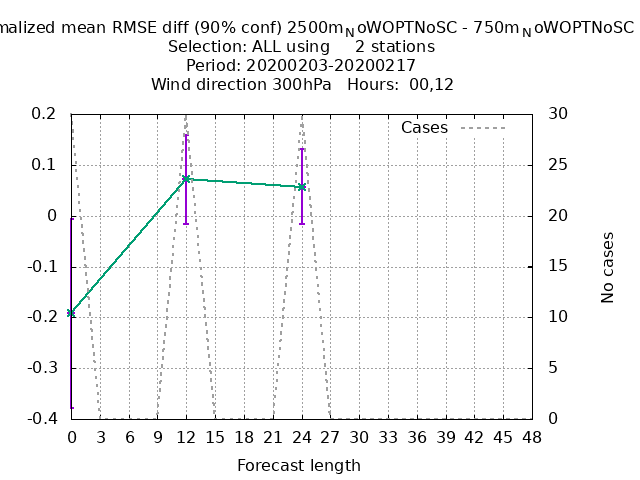 malized mean RMSE diff (90% conf) 2500mNoWOPTNoSC - 750mNoWOPTNoSC
Selection: ALL using 2 stations
Period: 20200203-20200217
Wind direction 300hPa Hours: 00,12
Cases
0.2
0.1
0
-0.1
-0.2
-0.3
-0.4
30
25
20
15
10
5
0
No cases
0 3 6 9 12 15 18 21 24 27 30 33 36 39 42 45 48
Forecast length